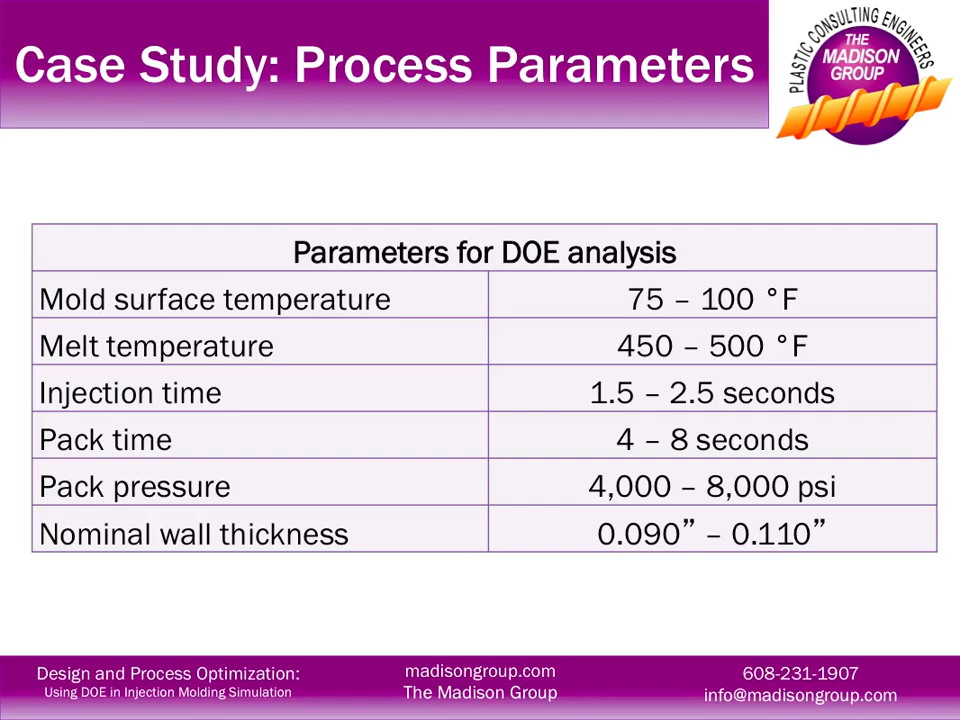 Case Study: Process Parameters
PLASTIC CONSULTING ENGINEERS
THE
MADISON
GROUP
Parameters for DOE analysis
Mold surface temperature 75 – 100 °F
Melt temperature 450 – 500 °F
Injection time 1.5 – 2.5 seconds
Pack time 4 – 8 seconds
Pack pressure 4,000 – 8,000 psi
Nominal wall thickness 0.090” – 0.110”
Design and Process Optimization:
Using DOE in Injection Molding Simulation
madisongroup.com
The Madison Group
608-231-1907
info@madisongroup.com